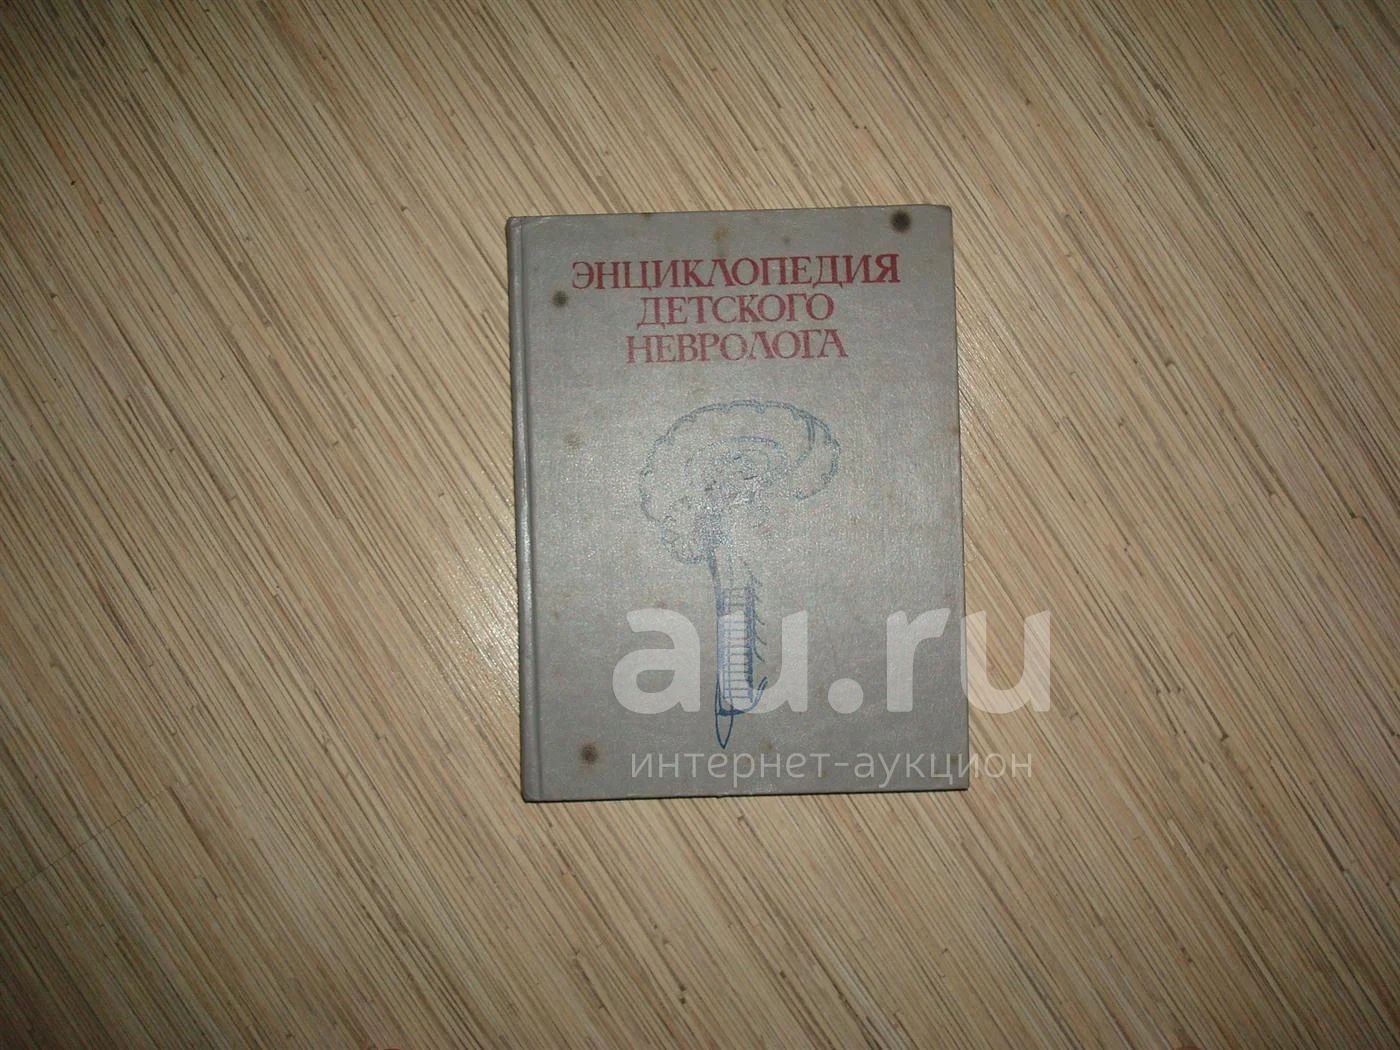 ЭНЦИКЛОПЕДИЯ
ДЕТСКОГО
НЕВРОЛОГА
au.ru
интернет-аукцион